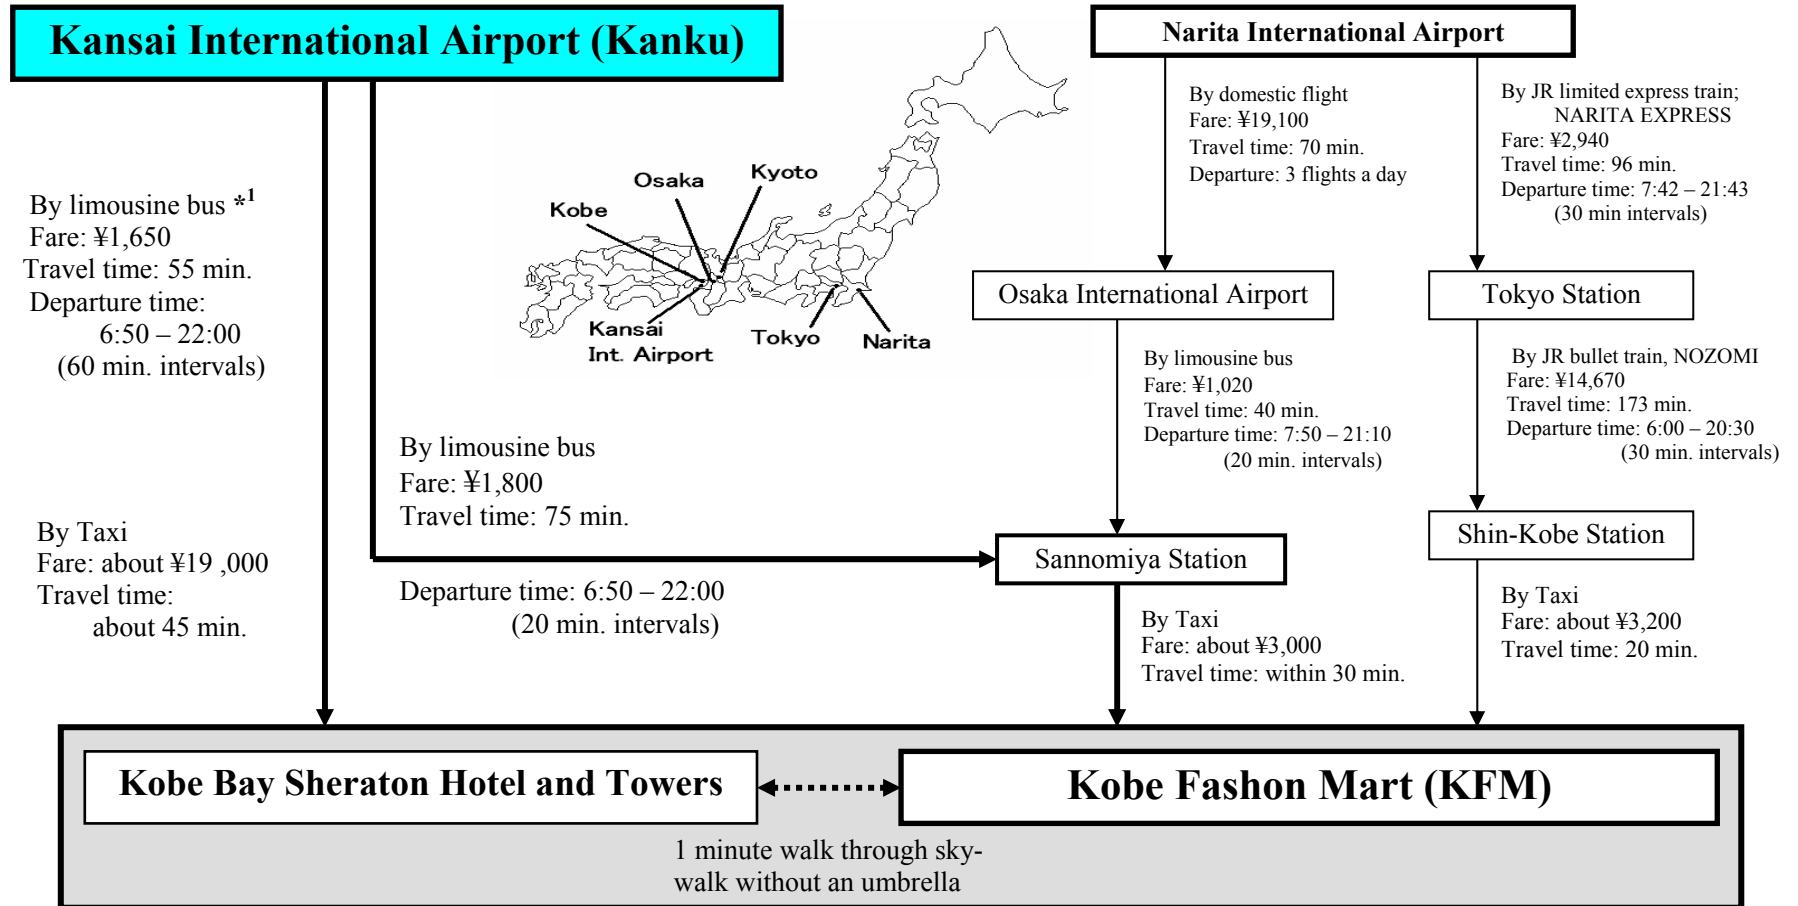 Kansai International Airport (Kanku)
Narita International Airport
By limousine bus *1
Fare: ¥1,650
Travel time: 55 min.
Departure time:
6:50 – 22:00
(60 min. intervals)
By Taxi
Fare: about ¥19 ,000
Travel time:
about 45 min.
By limousine bus
Fare: ¥1,800
Travel time: 75 min.
Departure time: 6:50 – 22:00
(20 min. intervals)
Osaka
Kyoto
Kobe
Kansai
Int. Airport
Tokyo
Narita
By domestic flight
Fare: ¥19,100
Travel time: 70 min.
Departure: 3 flights a day
Osaka International Airport
By limousine bus
Fare: ¥1,020
Travel time: 40 min.
Departure time: 7:50 – 21:10
(20 min. intervals)
Sannomiya Station
By Taxi
Fare: about ¥3,000
Travel time: within 30 min.
By JR limited express train;
NARITA EXPRESS
Fare: ¥2,940
Travel time: 96 min.
Departure time: 7:42 – 21:43
(30 min intervals)
Tokyo Station
By JR bullet train, NOZOMI
Fare: ¥14,670
Travel time: 173 min.
Departure time: 6:00 – 20:30
(30 min. intervals)
Shin-Kobe Station
By Taxi
Fare: about ¥3,200
Travel time: 20 min.
Kobe Bay Sheraton Hotel and Towers
Kobe Fashon Mart (KFM)
1 minute walk through sky-
walk without an umbrella